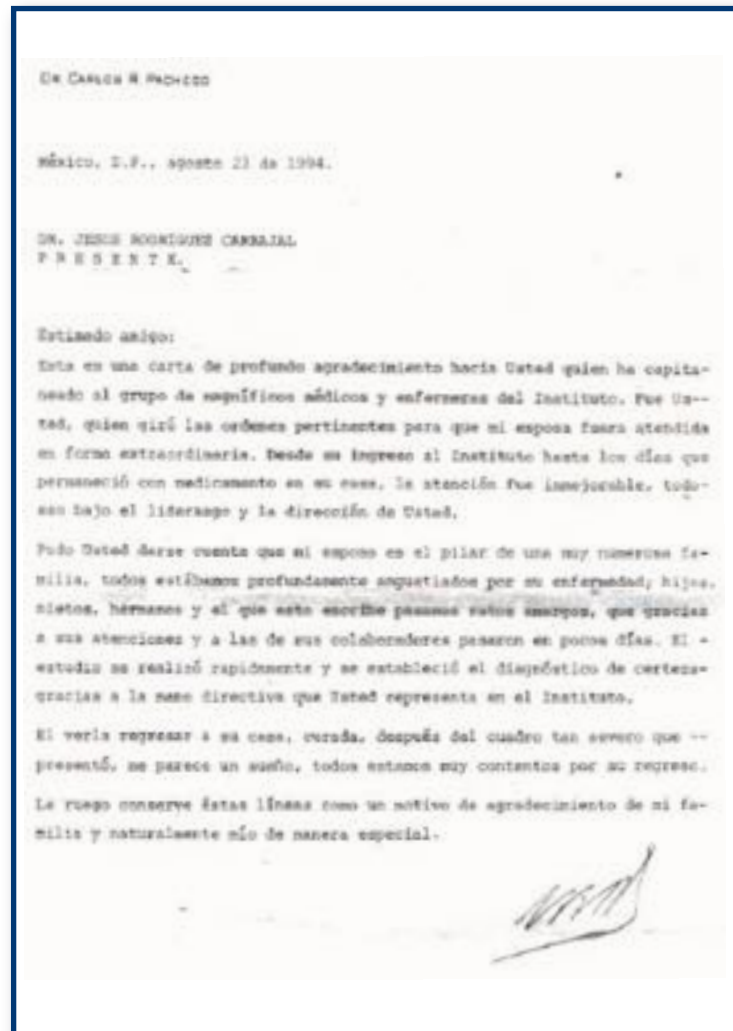 DR CARLOS R PACHECO
México, D.F., agosto 23 de 1994.
DR. JESUS RODRIGUEZ CARBAJAL
P R E S E N T E.
Estimado amigo:
Esta es una carta de profundo agradecimiento hacia Usted quien ha capita-
neado al grupo de magníficos médicos y enfermeras del Instituto. Fue Us--
ted, quien giró las ordenes pertinentes para que mi esposa fuera atendida
en forma extraordinaria. Desde su ingreso al Instituto hasta los días que
permaneció con medicamento en su casa, la atención fue inmejorable, todo-
eso bajo el liderazgo y la dirección de Usted.
Pudo Usted darse cuenta que mi esposa es el pilar de una muy numerosa fa-
milia, todos estábamos profundamente angustiados por su enfermedad; hijos,
nietos, hermanos y el que esto escribe pasamos ratos amargos, que gracias
a sus atenciones y a las de sus colaboradores pasaron en pocos días. El -
estudio se realizó rapidamente y se estableció el diagnóstico de certeza-
gracias a la mano directiva que Usted representa en el Instituto.
El verla regresar a su casa, curada, después del cuadro tan severo que --
presentó, me parece un sueño, todos estamos muy contentos por su regreso.
Le ruego conserve éstas líneas como un motivo de agradecimiento de mi fa-
milia y naturalmente mío de manera especial.